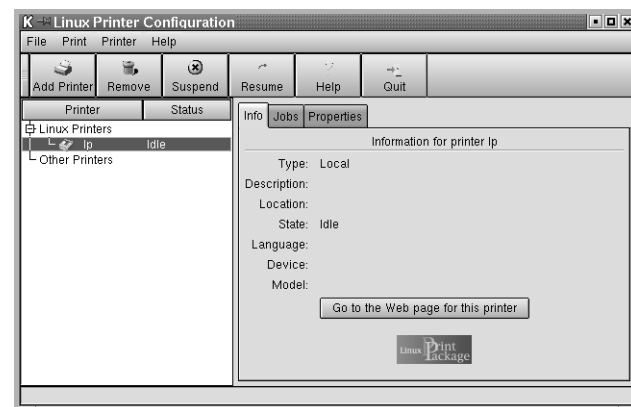 Linux Printer Configuration
File Print Printer Help
Add Printer Remove Suspend Resume Help Quit
Printer Status
Linux Printers
lp Idle
Other Printers
Info Jobs Properties
Information for printer lp
Type: Local
Description:
Location:
State: Idle
Language:
Device:
Model:
Go to the Web page for this printer
Linux Print Package